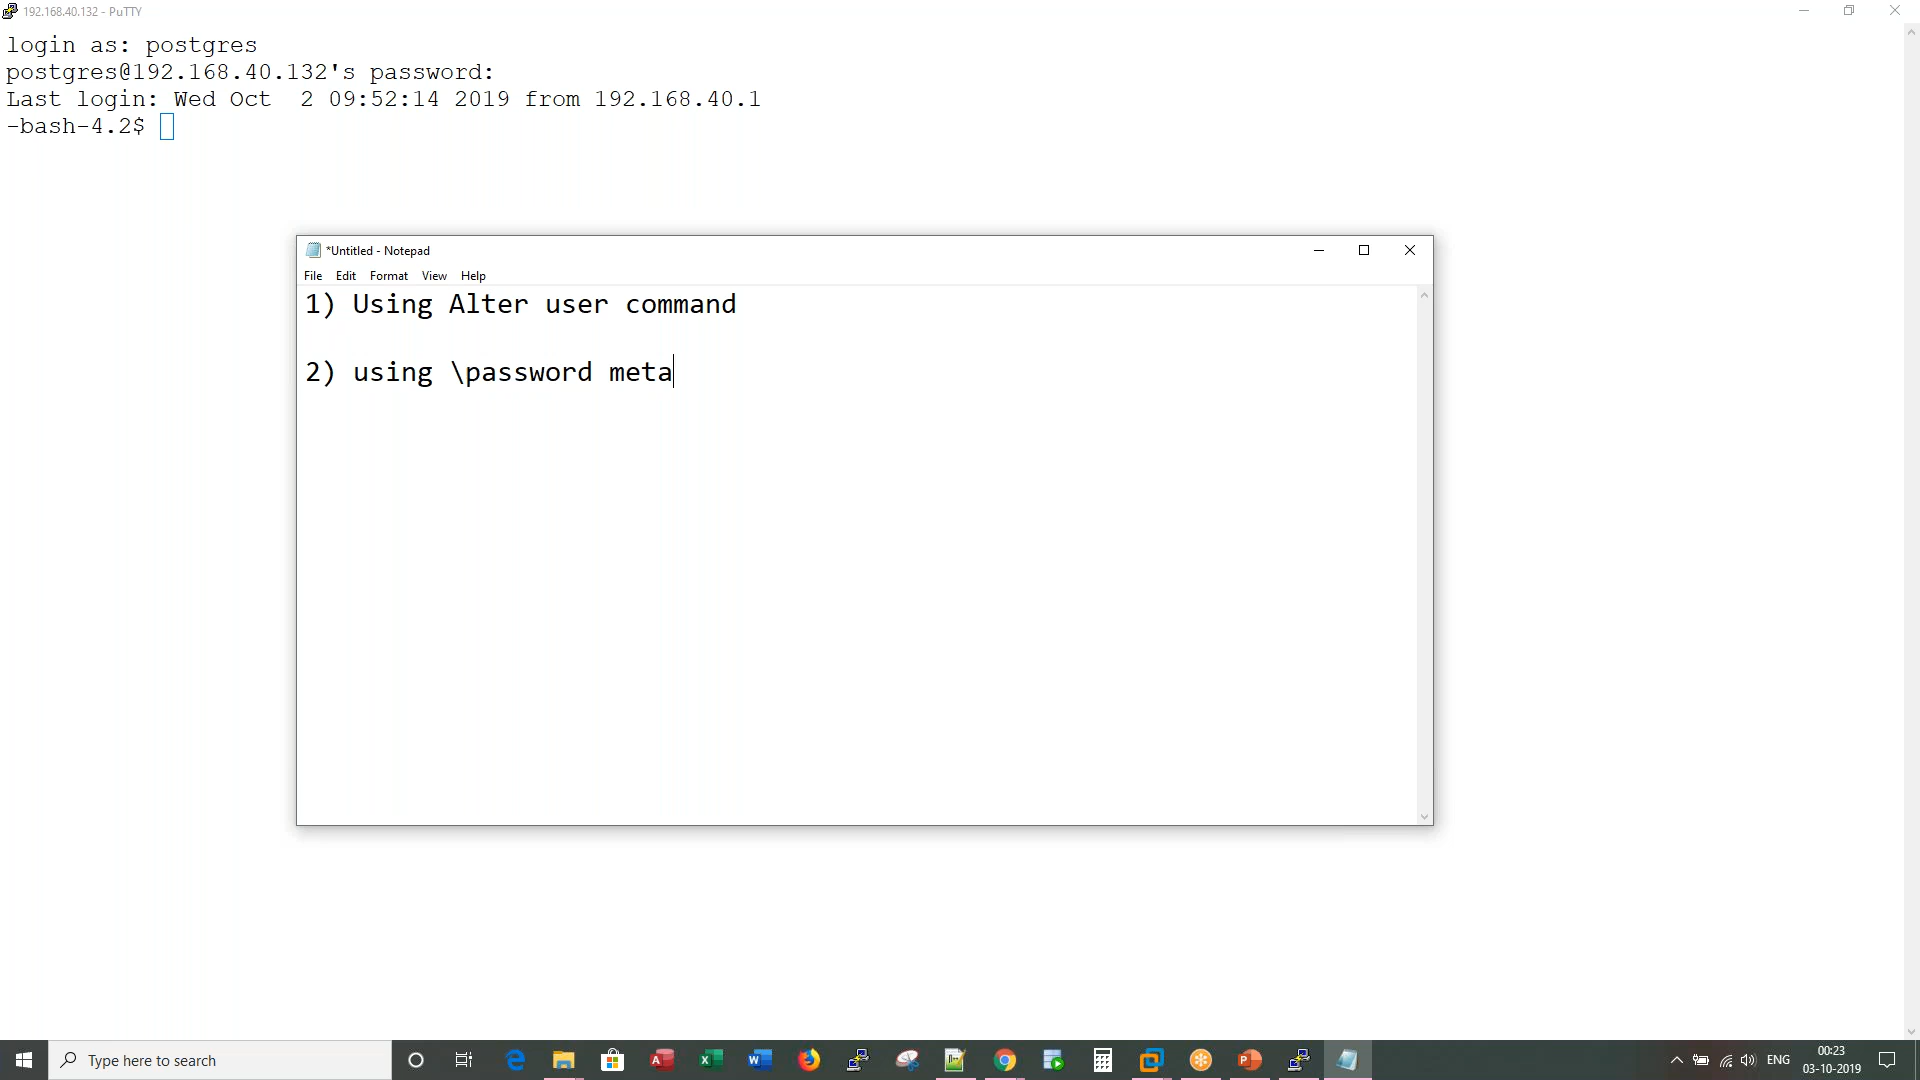 192.168.40.132 - PuTTY
login as: postgres
postgres@192.168.40.132's password:
Last login: Wed Oct  2 09:52:14 2019 from 192.168.40.1
-bash-4.2$
*Untitled - Notepad
File Edit Format View Help
1) Using Alter user command
2) using \password meta
Type here to search
ENG
00:23
03-10-2019